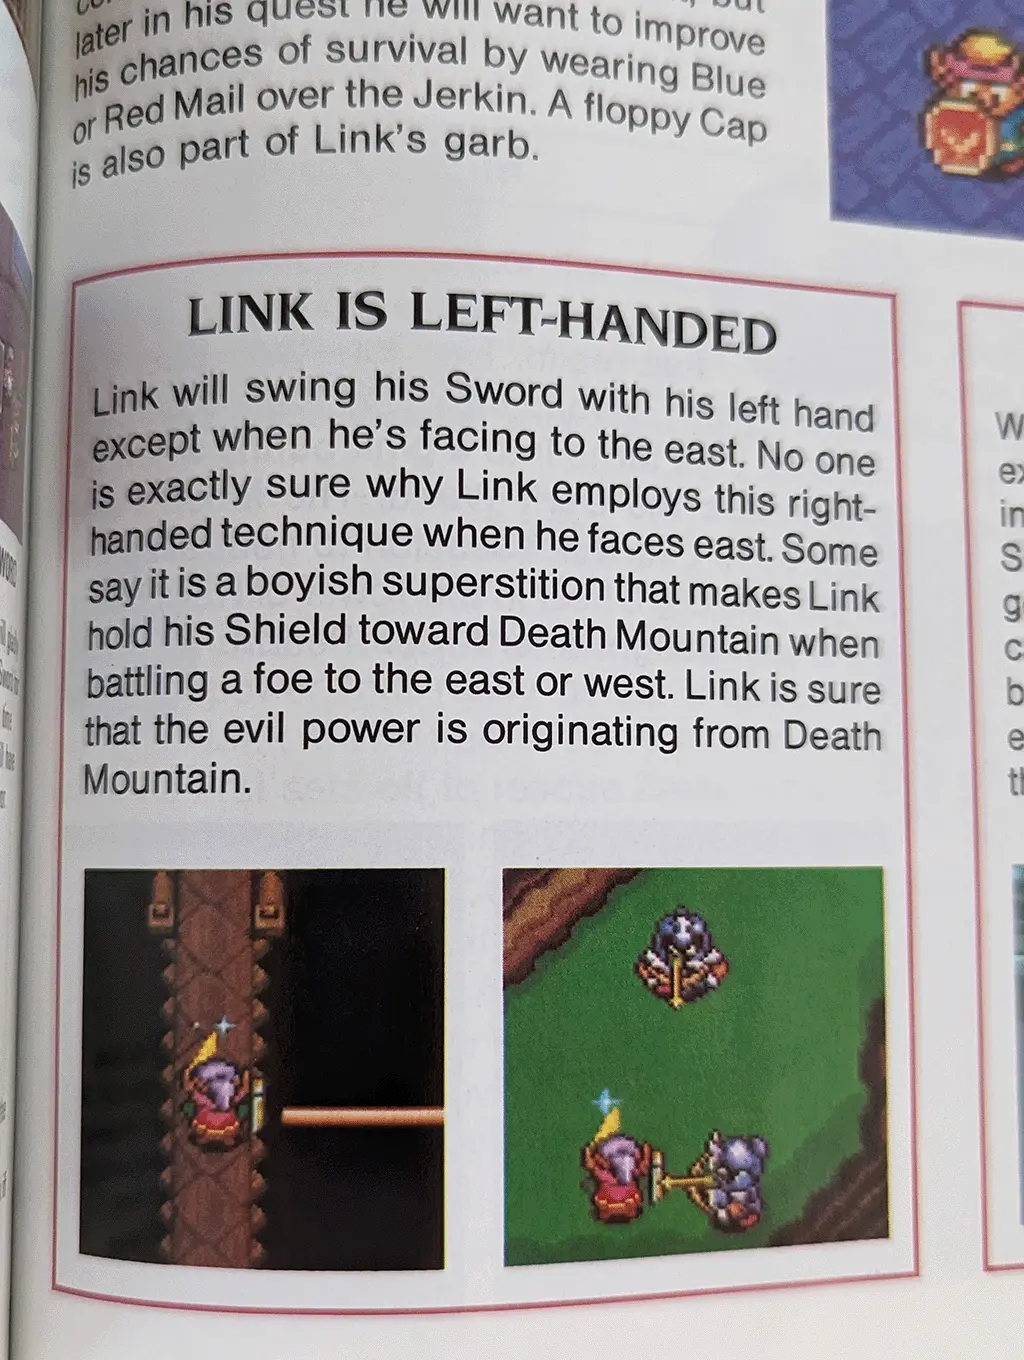 later in his quest he will want to improve
his chances of survival by wearing Blue
or Red Mail over the Jerkin. A floppy Cap
is also part of Link's garb.
LINK IS LEFT-HANDED
Link will swing his Sword with his left hand
except when he's facing to the east. No one
is exactly sure why Link employs this right-
handed technique when he faces east. Some
say it is a boyish superstition that makes Link
hold his Shield toward Death Mountain when
battling a foe to the east or west. Link is sure
that the evil power is originating from Death
Mountain.